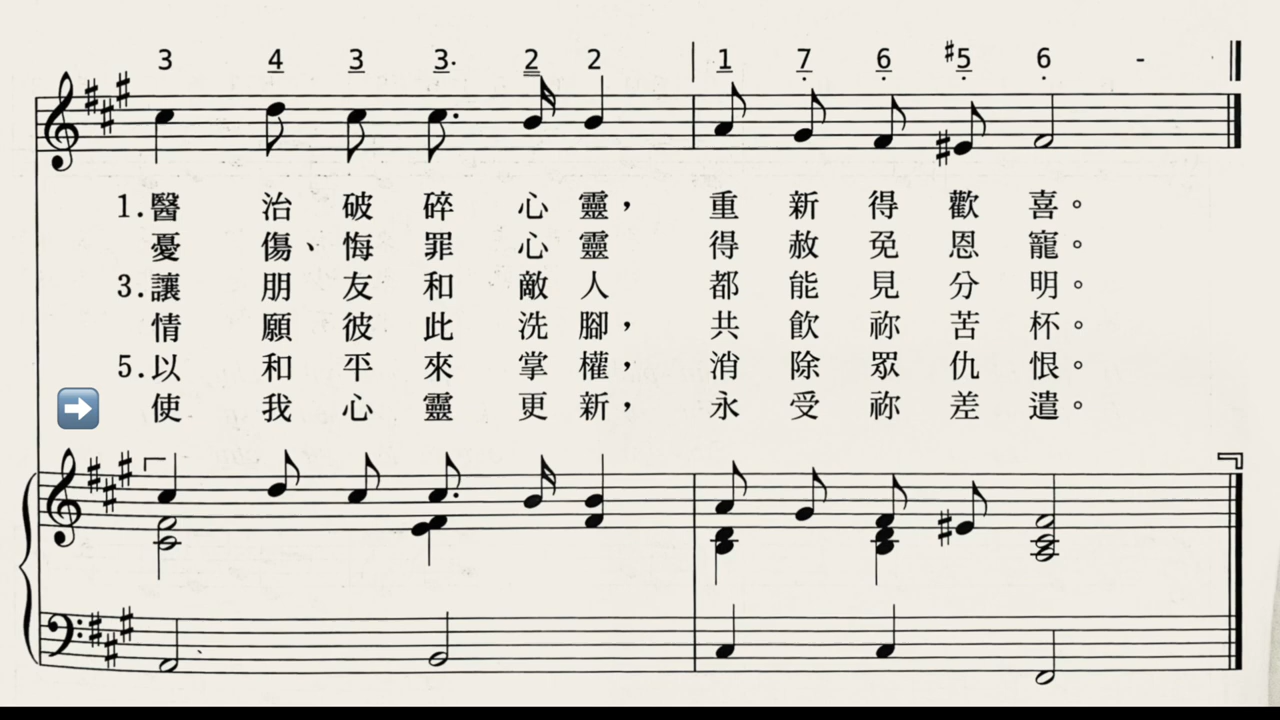 3 4 3 3. 2 2 | 1 7 6 #5 6 -
1.醫治破碎心靈，重新得歡喜。
憂傷、悔罪心靈 得赦免恩寵。
3.讓朋友和敵人 都能見分明。
情願彼此洗腳，共飲祢苦杯。
5.以和平來掌權，消除眾仇恨。
使我心靈更新，永受祢差遣。